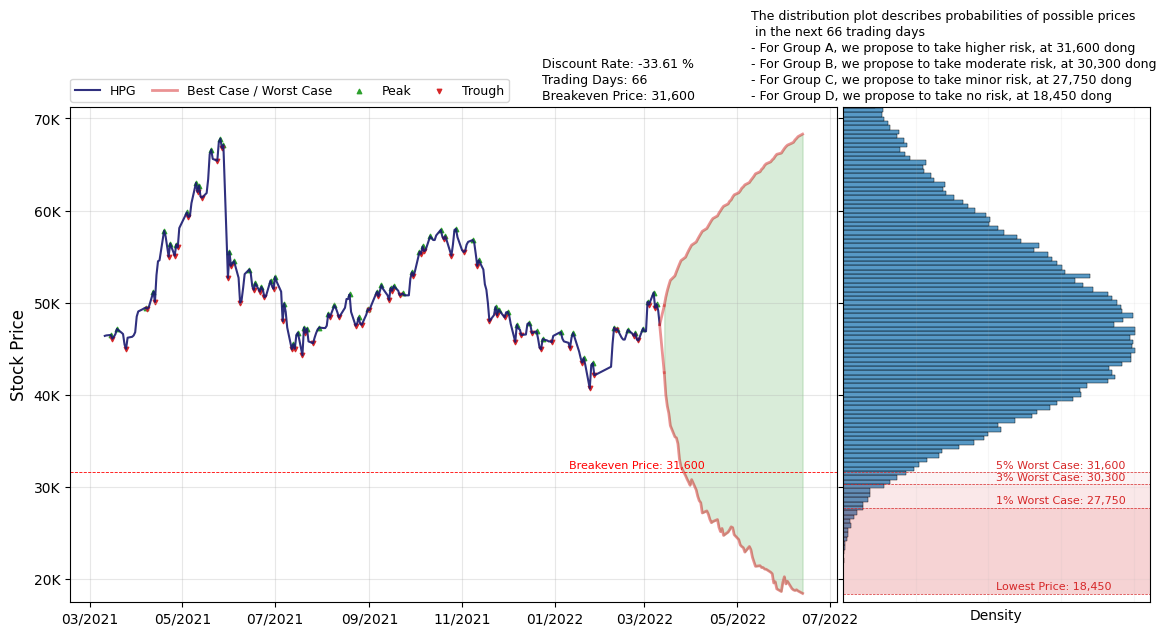 The distribution plot describes probabilities of possible prices
in the next 66 trading days
- For Group A, we propose to take higher risk, at 31,600 dong
- For Group B, we propose to take moderate risk, at 30,300 dong
- For Group C, we propose to take minor risk, at 27,750 dong
- For Group D, we propose to take no risk, at 18,450 dong
Discount Rate: -33.61 %
Trading Days: 66
Breakeven Price: 31,600
HPG
Best Case / Worst Case
Peak
Trough
Stock Price
70K
60K
50K
40K
30K
20K
Breakeven Price: 31,600
5% Worst Case: 31,600
3% Worst Case: 30,300
1% Worst Case: 27,750
Lowest Price: 18,450
03/2021
05/2021
07/2021
09/2021
11/2021
01/2022
03/2022
05/2022
07/2022
Density